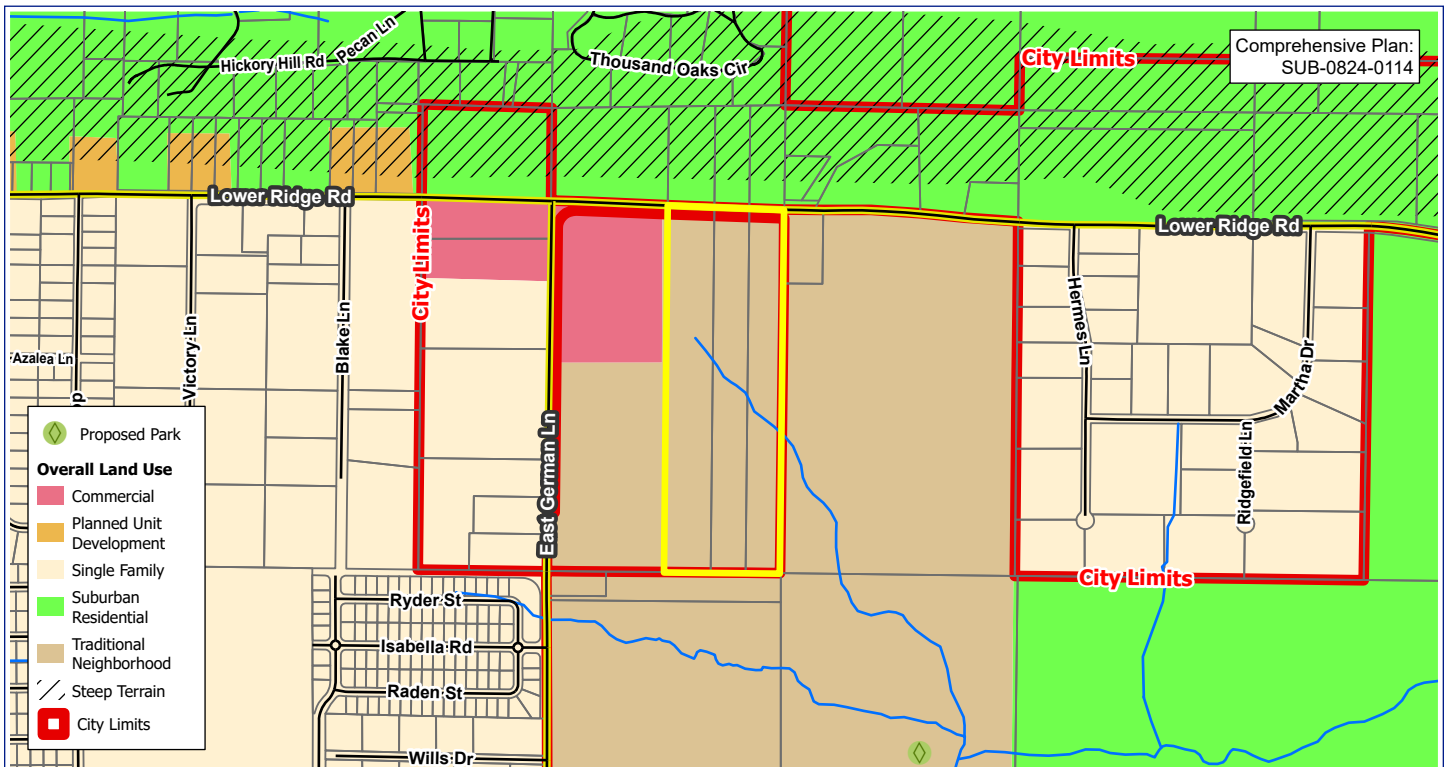 Pecan Ln
Hickory Hill Rd
Thousand Oaks Cir
City Limits
Comprehensive Plan:
SUB-0824-0114
Lower Ridge Rd
Lower Ridge Rd
City Limits
Azalea Ln
Victory Ln
Blake Ln
Hermes Ln
Martha Dr
Ridgefield Ln
East German Ln
City Limits
Proposed Park
Overall Land Use
Commercial
Planned Unit
Development
Single Family
Suburban
Residential
Traditional
Neighborhood
Steep Terrain
City Limits
Ryder St
Isabella Rd
Raden St
Wills Dr